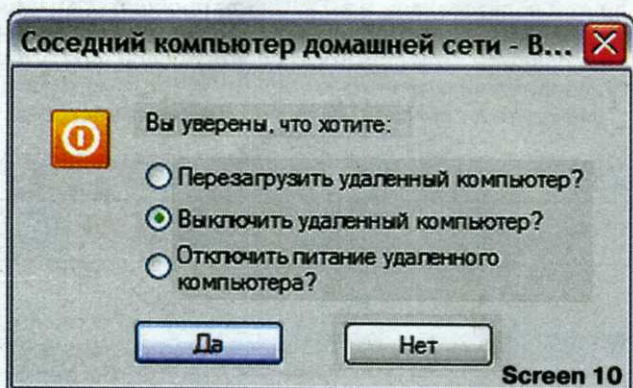 Соседний компьютер домашней сети - В...
Вы уверены, что хотите:
Перезагрузить удаленный компьютер?
Выключить удаленный компьютер?
Отключить питание удаленного
компьютера?
Да
Нет
Screen 10